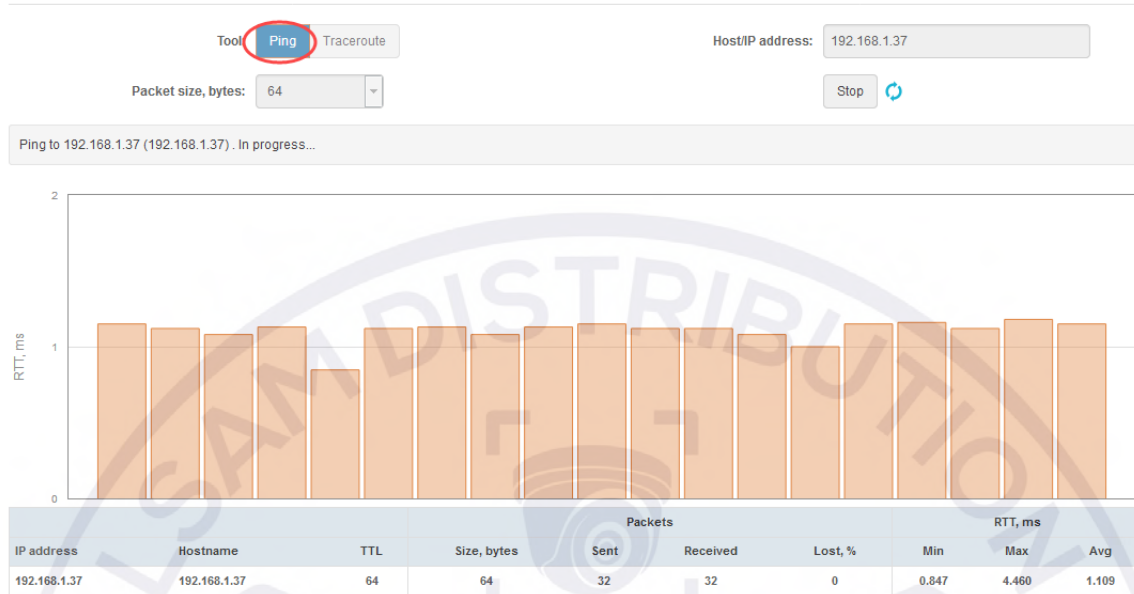 Tool Ping Traceroute Host/IP address: 192.168.1.37
Packet size, bytes: 64 Stop
Ping to 192.168.1.37 (192.168.1.37) . In progress...
2
1
0
RTT, ms
LSAM DISTRIBUTION
Packets RTT, ms
IP address Hostname TTL Size, bytes Sent Received Lost, % Min Max Avg
192.168.1.37 192.168.1.37 64 64 32 32 0 0.847 4.460 1.109